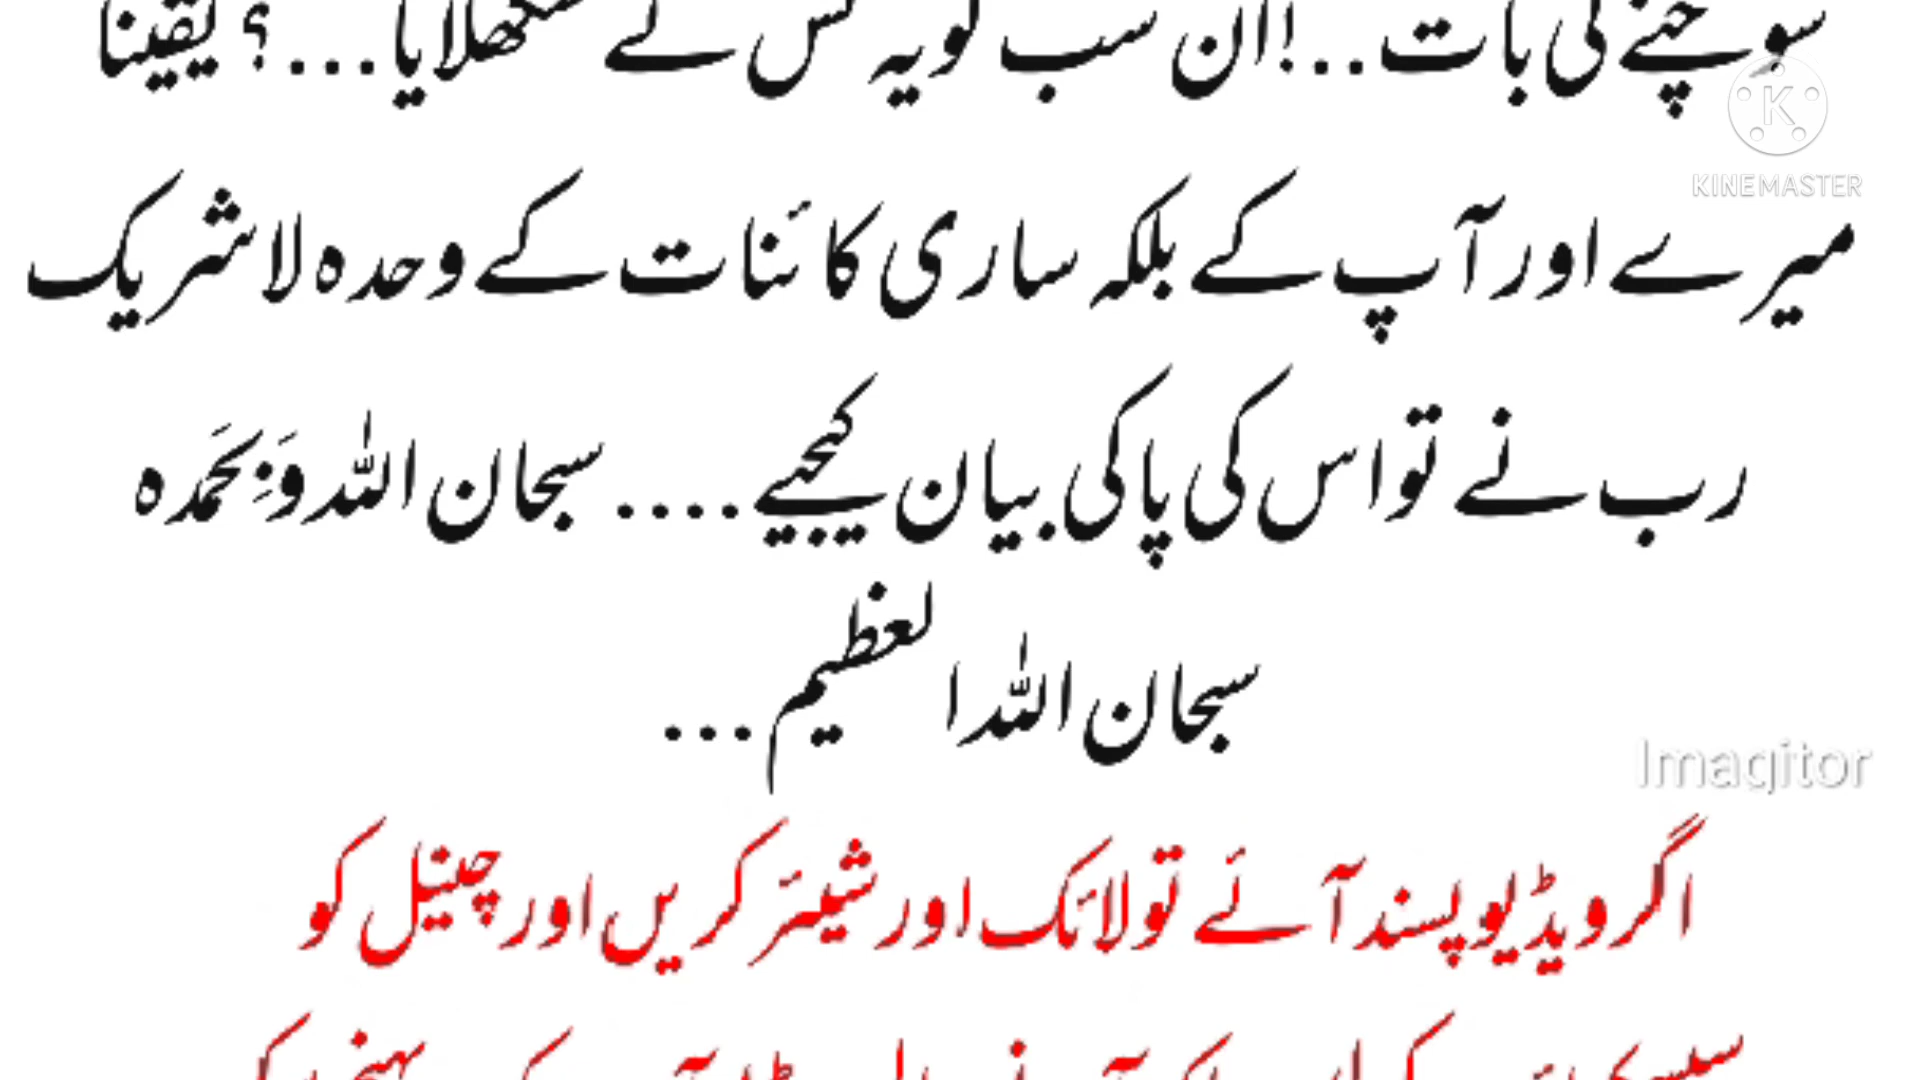 سوچنے کی بات..!ان سب کو یہ کس نے سکھلایا...؟ یقینا
KINEMASTER
میرے اور آپ کے بلکہ ساری کائنات کے وحدہ لاشریک
رب نے تو اس کی پاکی بیان کیجیے.... سبحان اللہ وَبِحَمْدہ
سبحان اللہ العظیم...
Imagitor
اگر ویڈیو پسند آئے تو لائک اور شیئر کریں اور چینیل کو